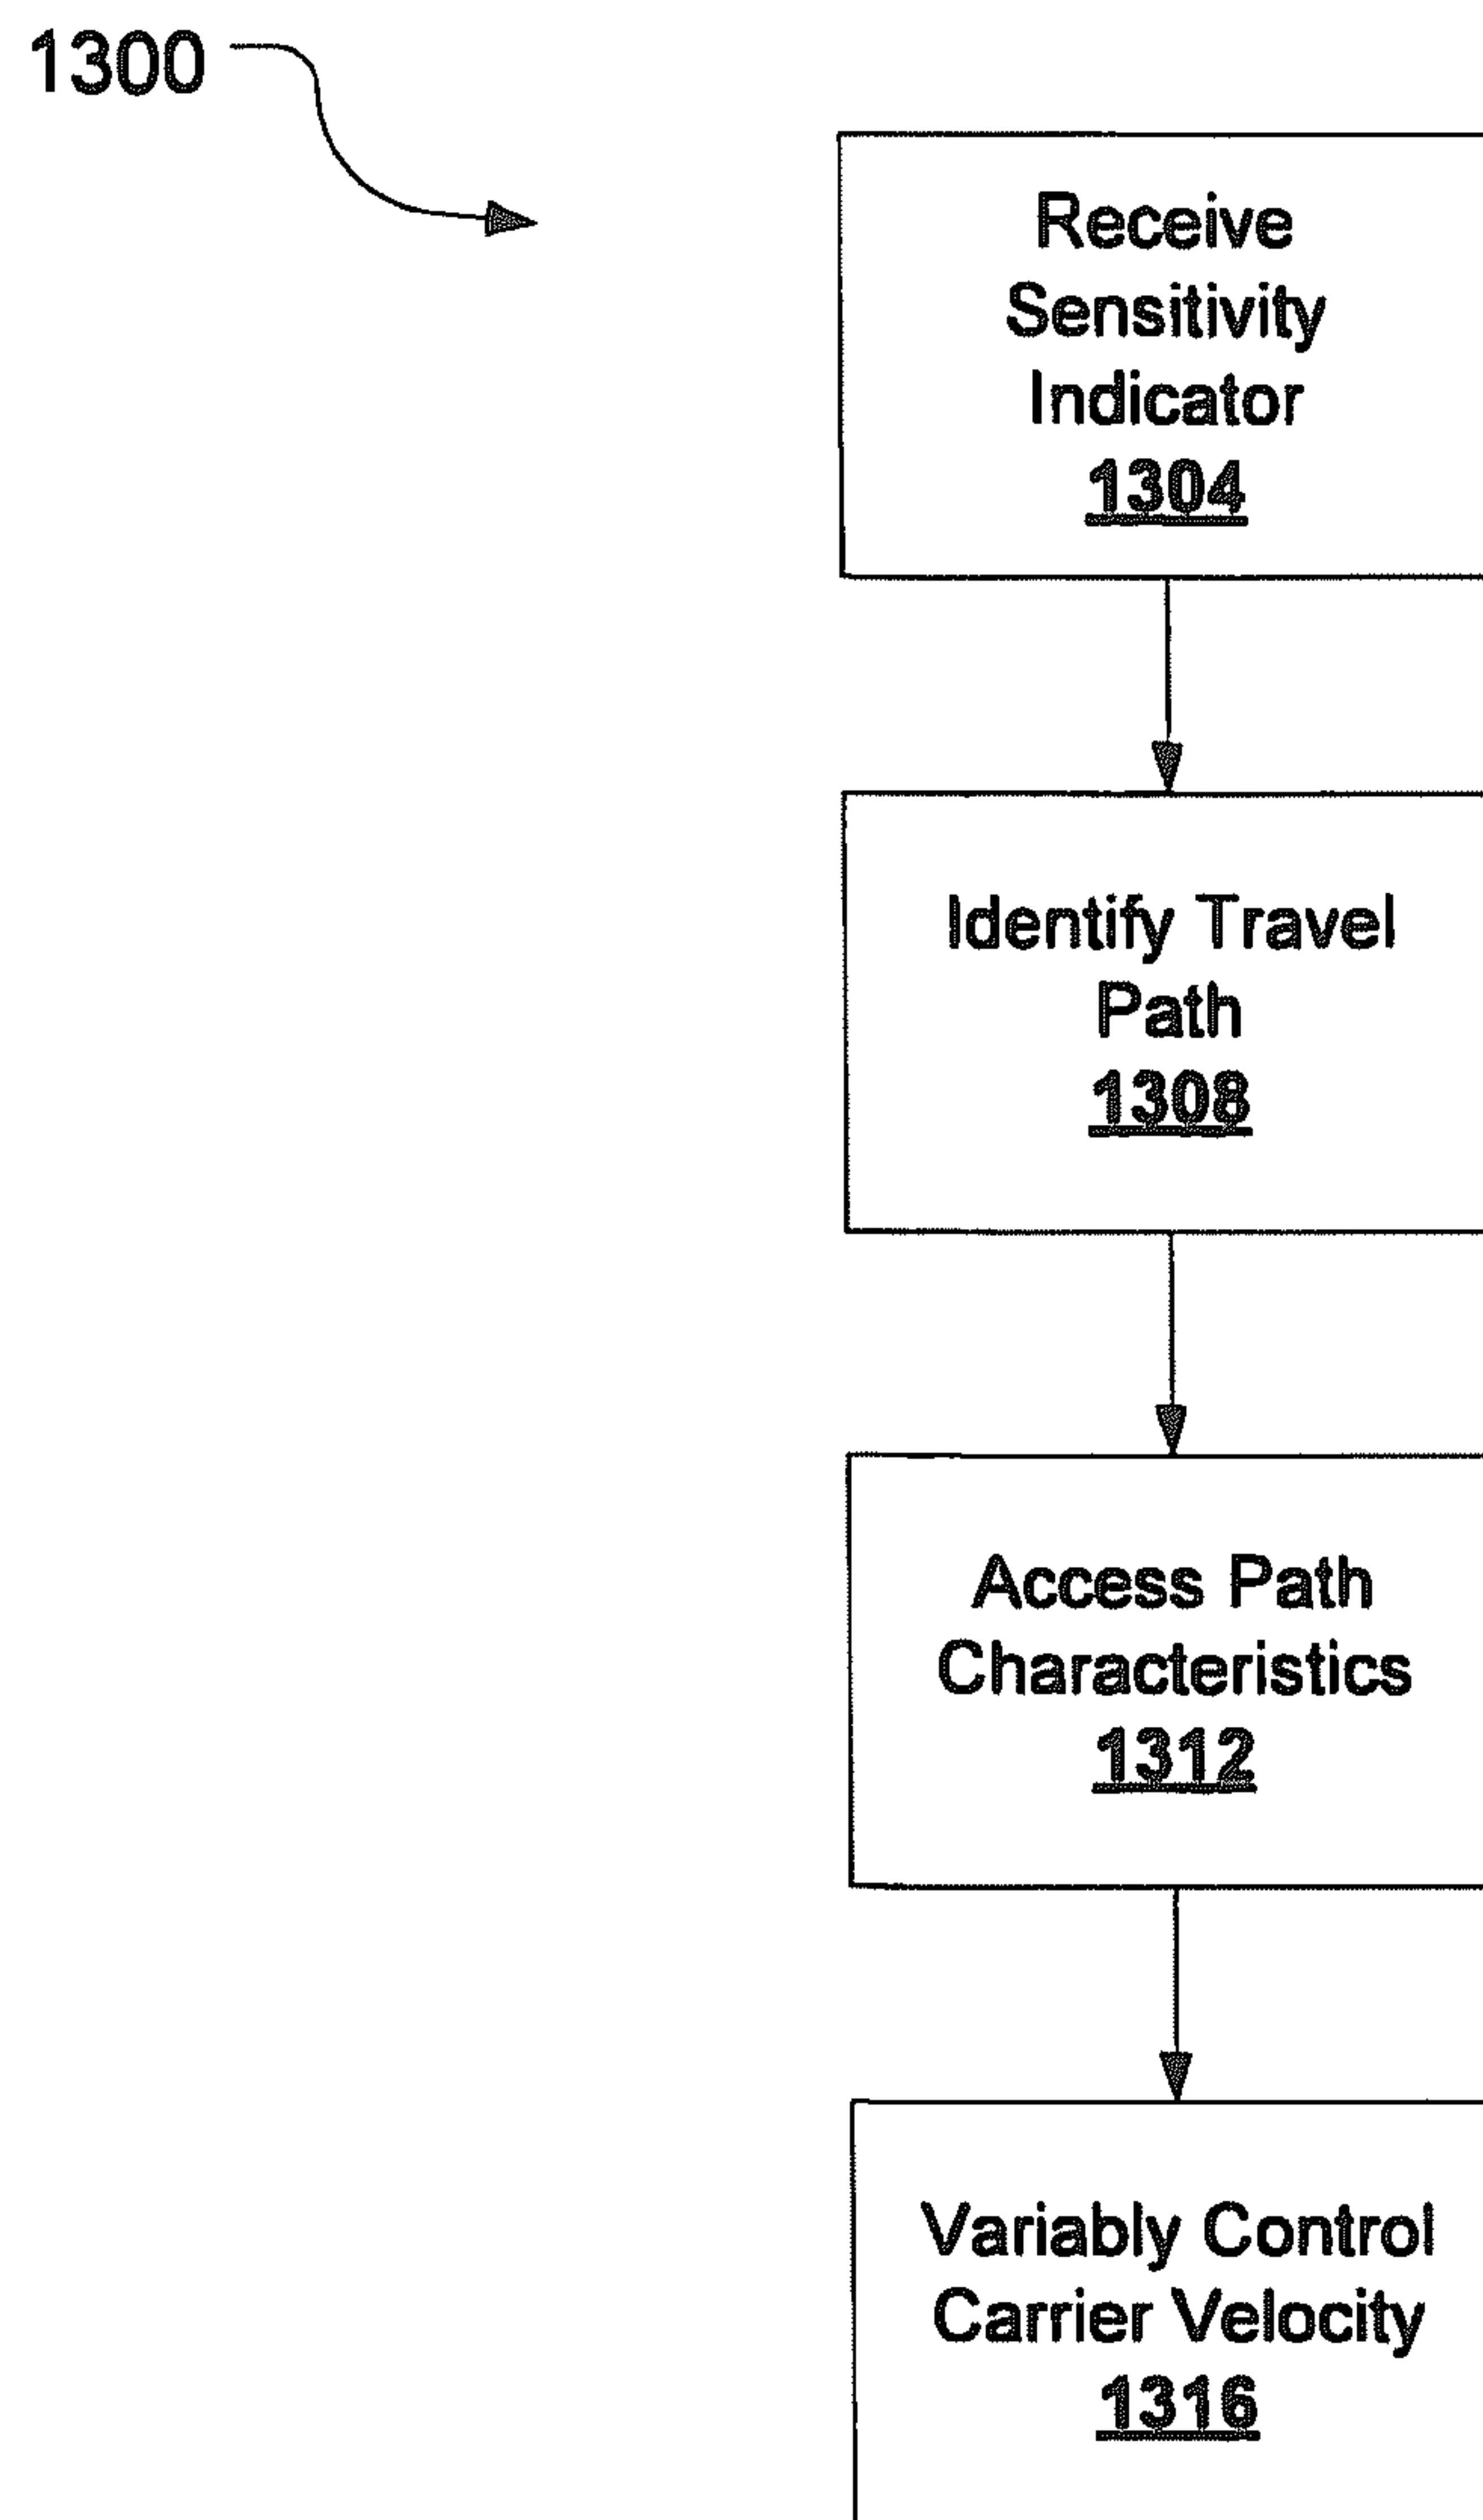 1300
Receive
Sensitivity
Indicator
1304
Identify Travel
Path
1308
Access Path
Characteristics
1312
Variably Control
Carrier Velocity
1316